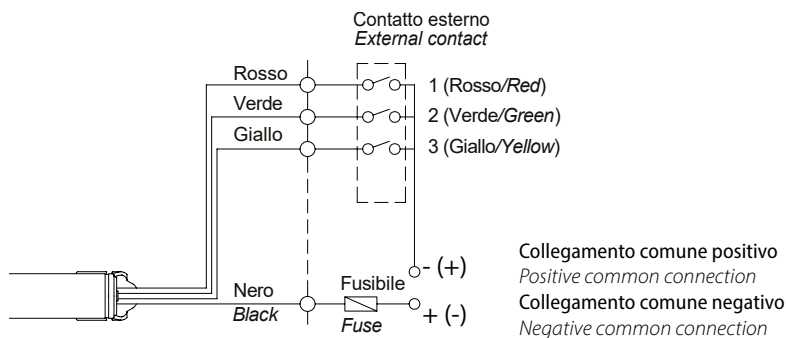 Contatto esterno
External contact
Rosso
1 (Rosso/Red)
Verde
2 (Verde/Green)
Giallo
3 (Giallo/Yellow)
- (+)
Collegamento comune positivo
Positive common connection
Nero
Black
Fusibile
Fuse
+ (-)
Collegamento comune negativo
Negative common connection